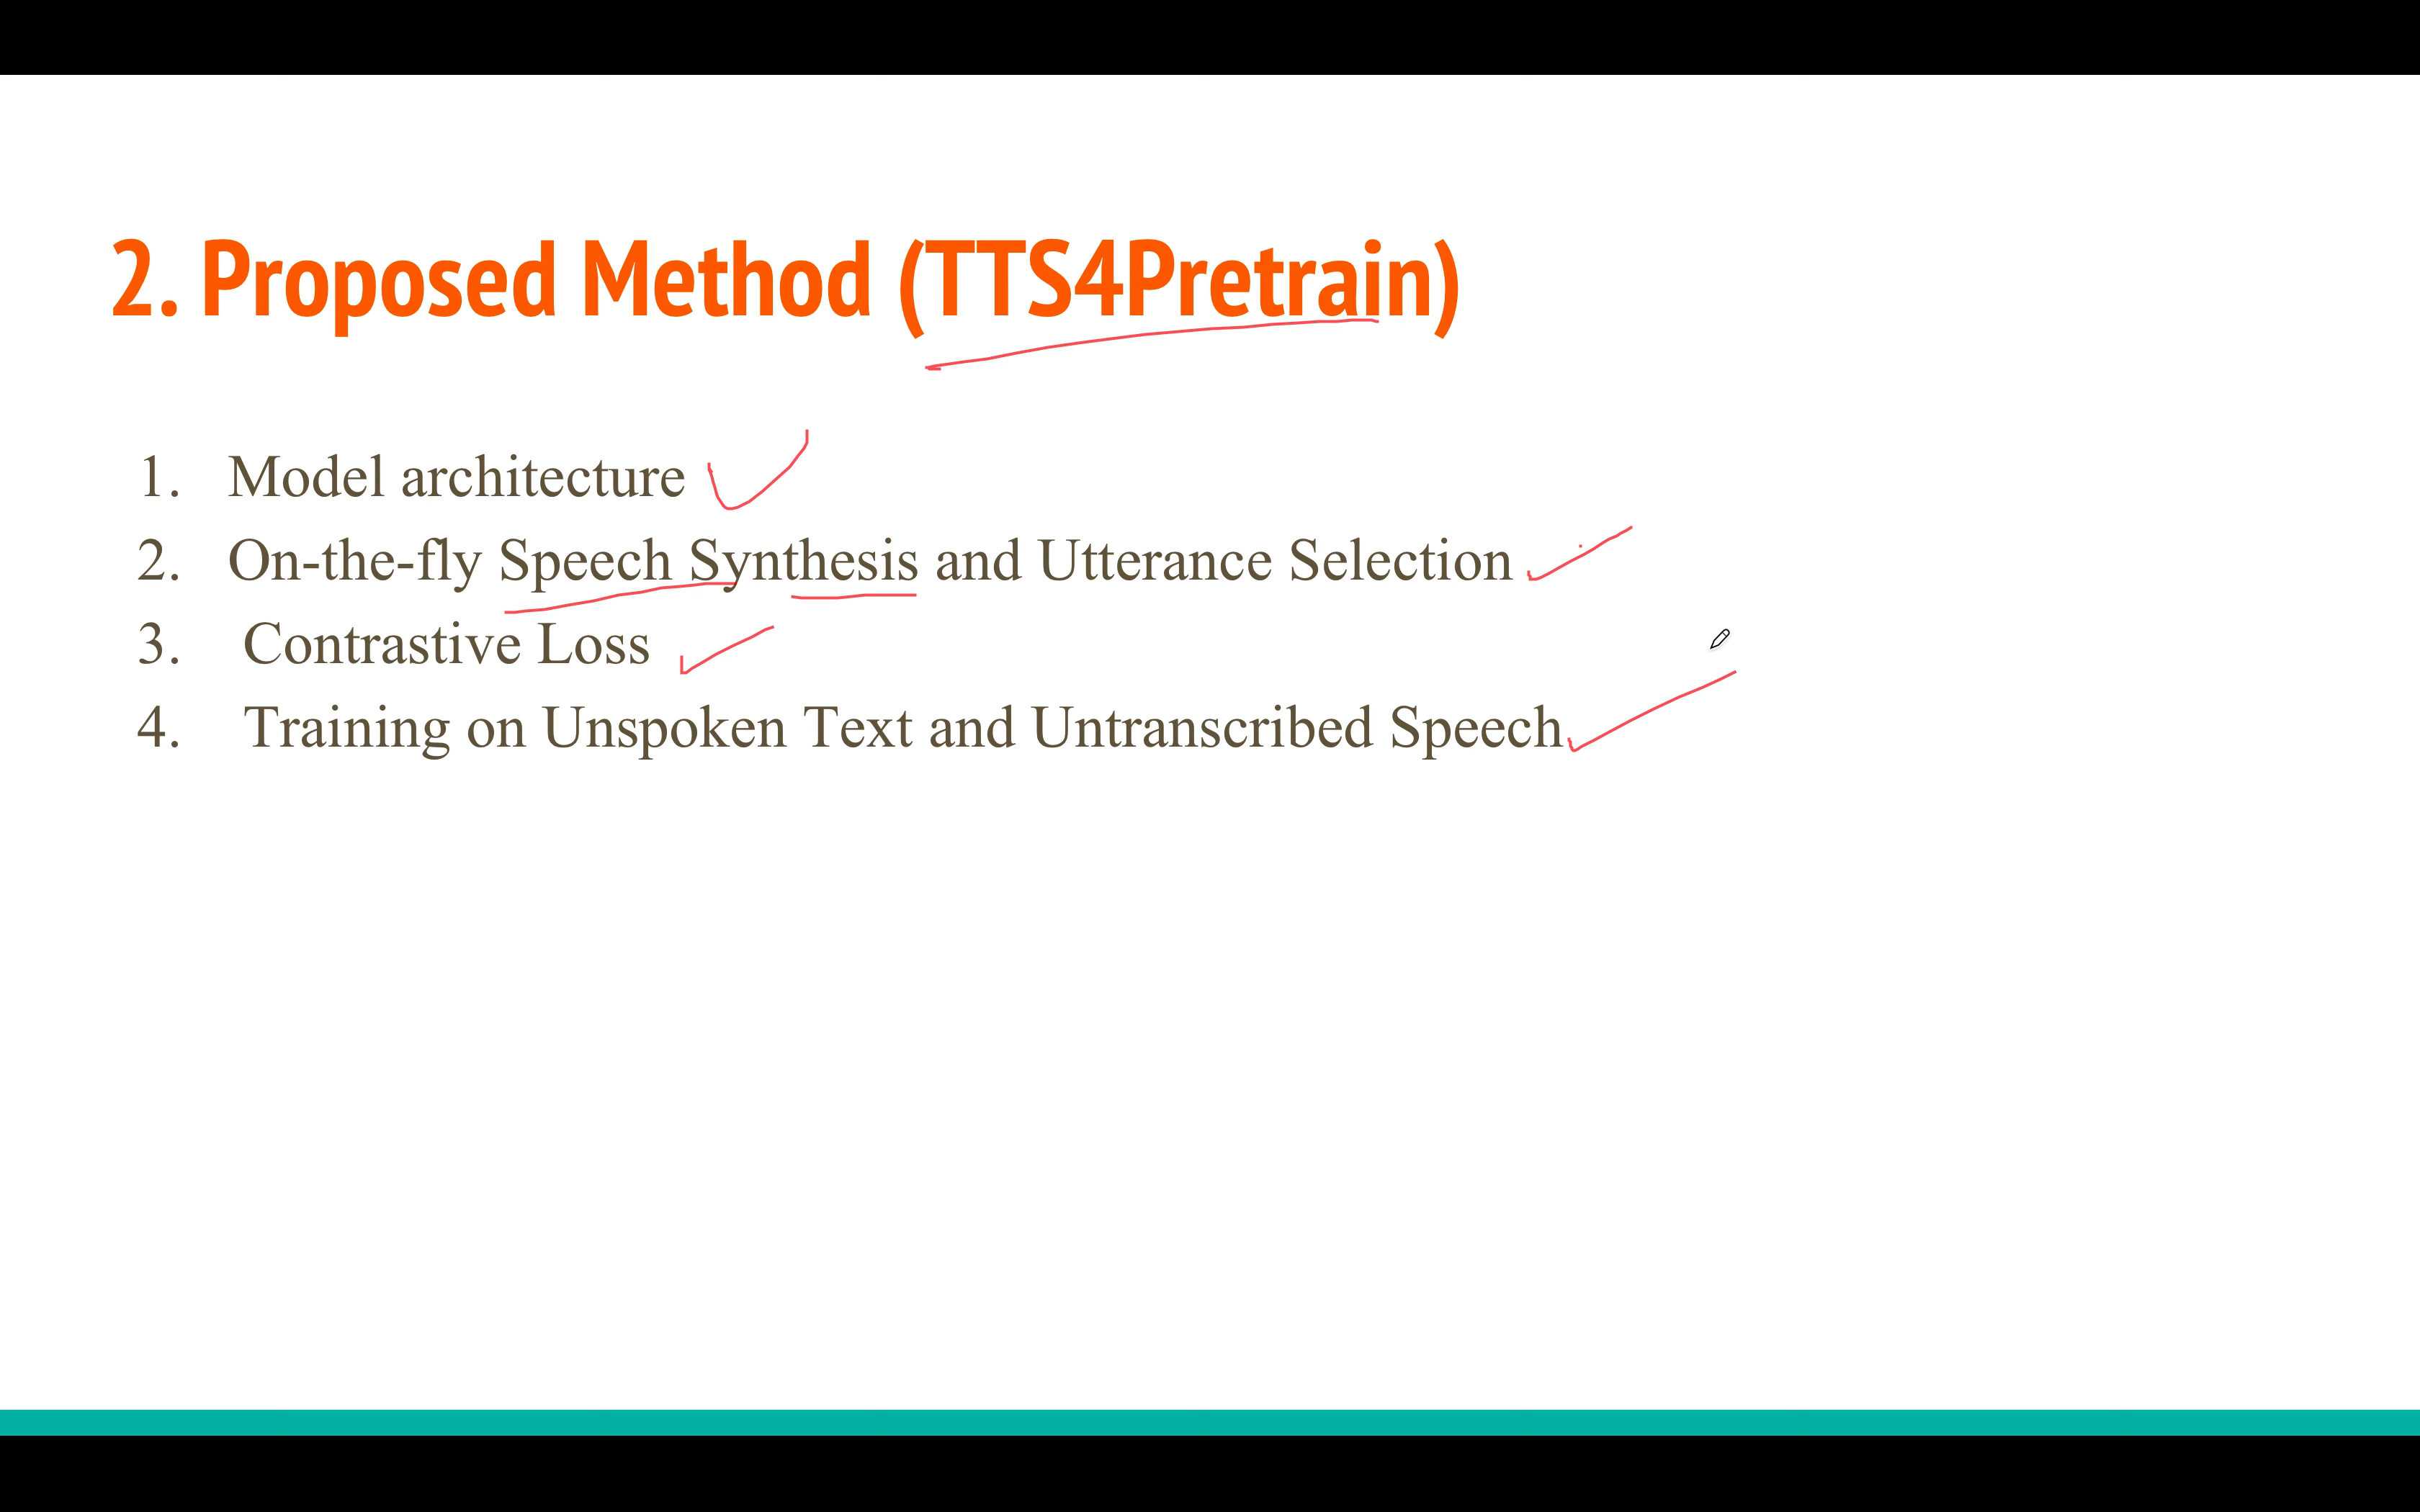 2. Proposed Method (TTS4Pretrain)
1. Model architecture
2. On-the-fly Speech Synthesis and Utterance Selection
3. Contrastive Loss
4. Training on Unspoken Text and Untranscribed Speech